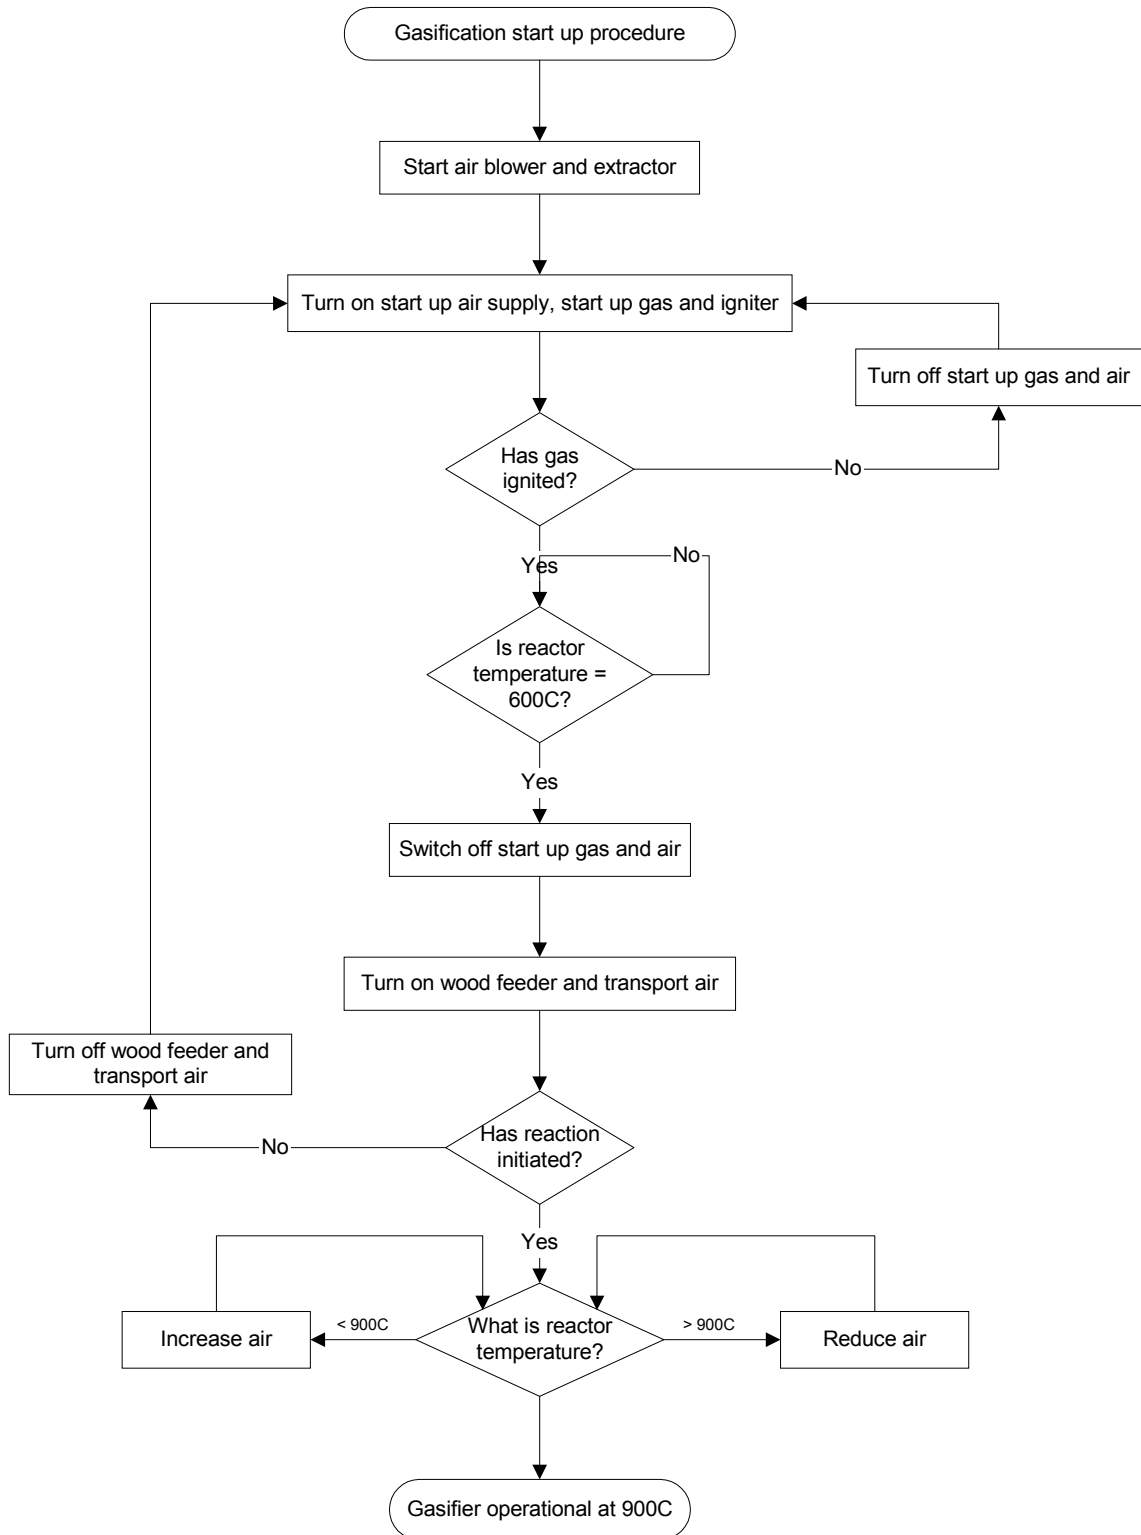 Gasification start up procedure
Start air blower and extractor
Turn on start up air supply, start up gas and igniter
Turn off start up gas and air
Has gas
ignited?
No
Yes
No
Is reactor
temperature =
600C?
Yes
Switch off start up gas and air
Turn on wood feeder and transport air
Turn off wood feeder and
transport air
Has reaction
initiated?
No
Yes
Increase air
< 900C
What is reactor
temperature?
> 900C
Reduce air
Gasifier operational at 900C